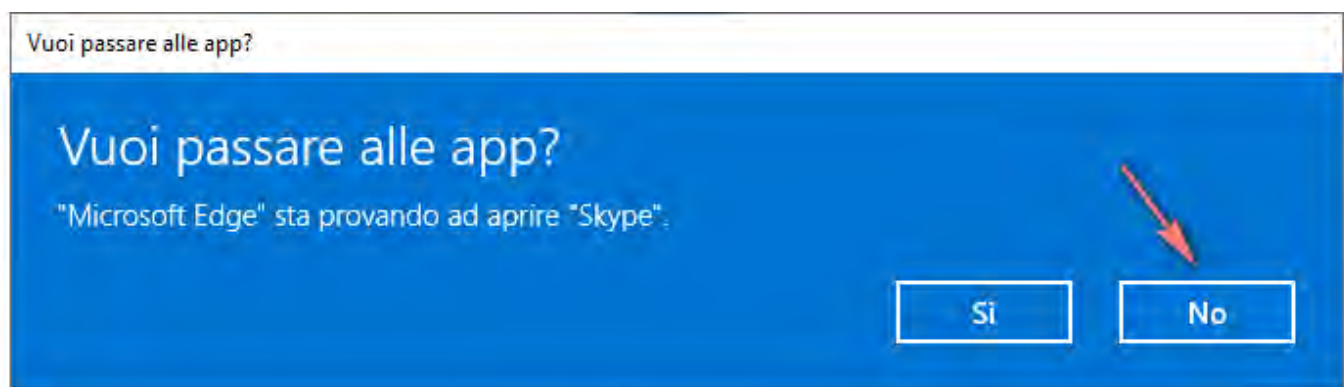 Vuoi passare alle app?
Vuoi passare alle app?
"Microsoft Edge" sta provando ad aprire "Skype".
Sì No